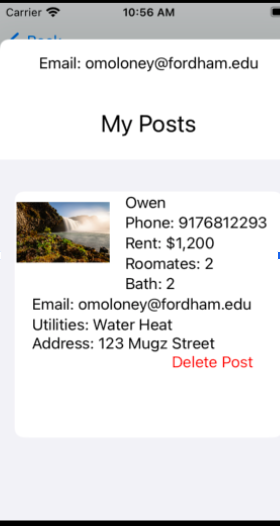 Carrier 10:56 AM
Back
Email: omoloney@fordham.edu
My Posts
Owen
Phone: 9176812293
Rent: $1,200
Roomates: 2
Bath: 2
Email: omoloney@fordham.edu
Utilities: Water Heat
Address: 123 Mugz Street
Delete Post